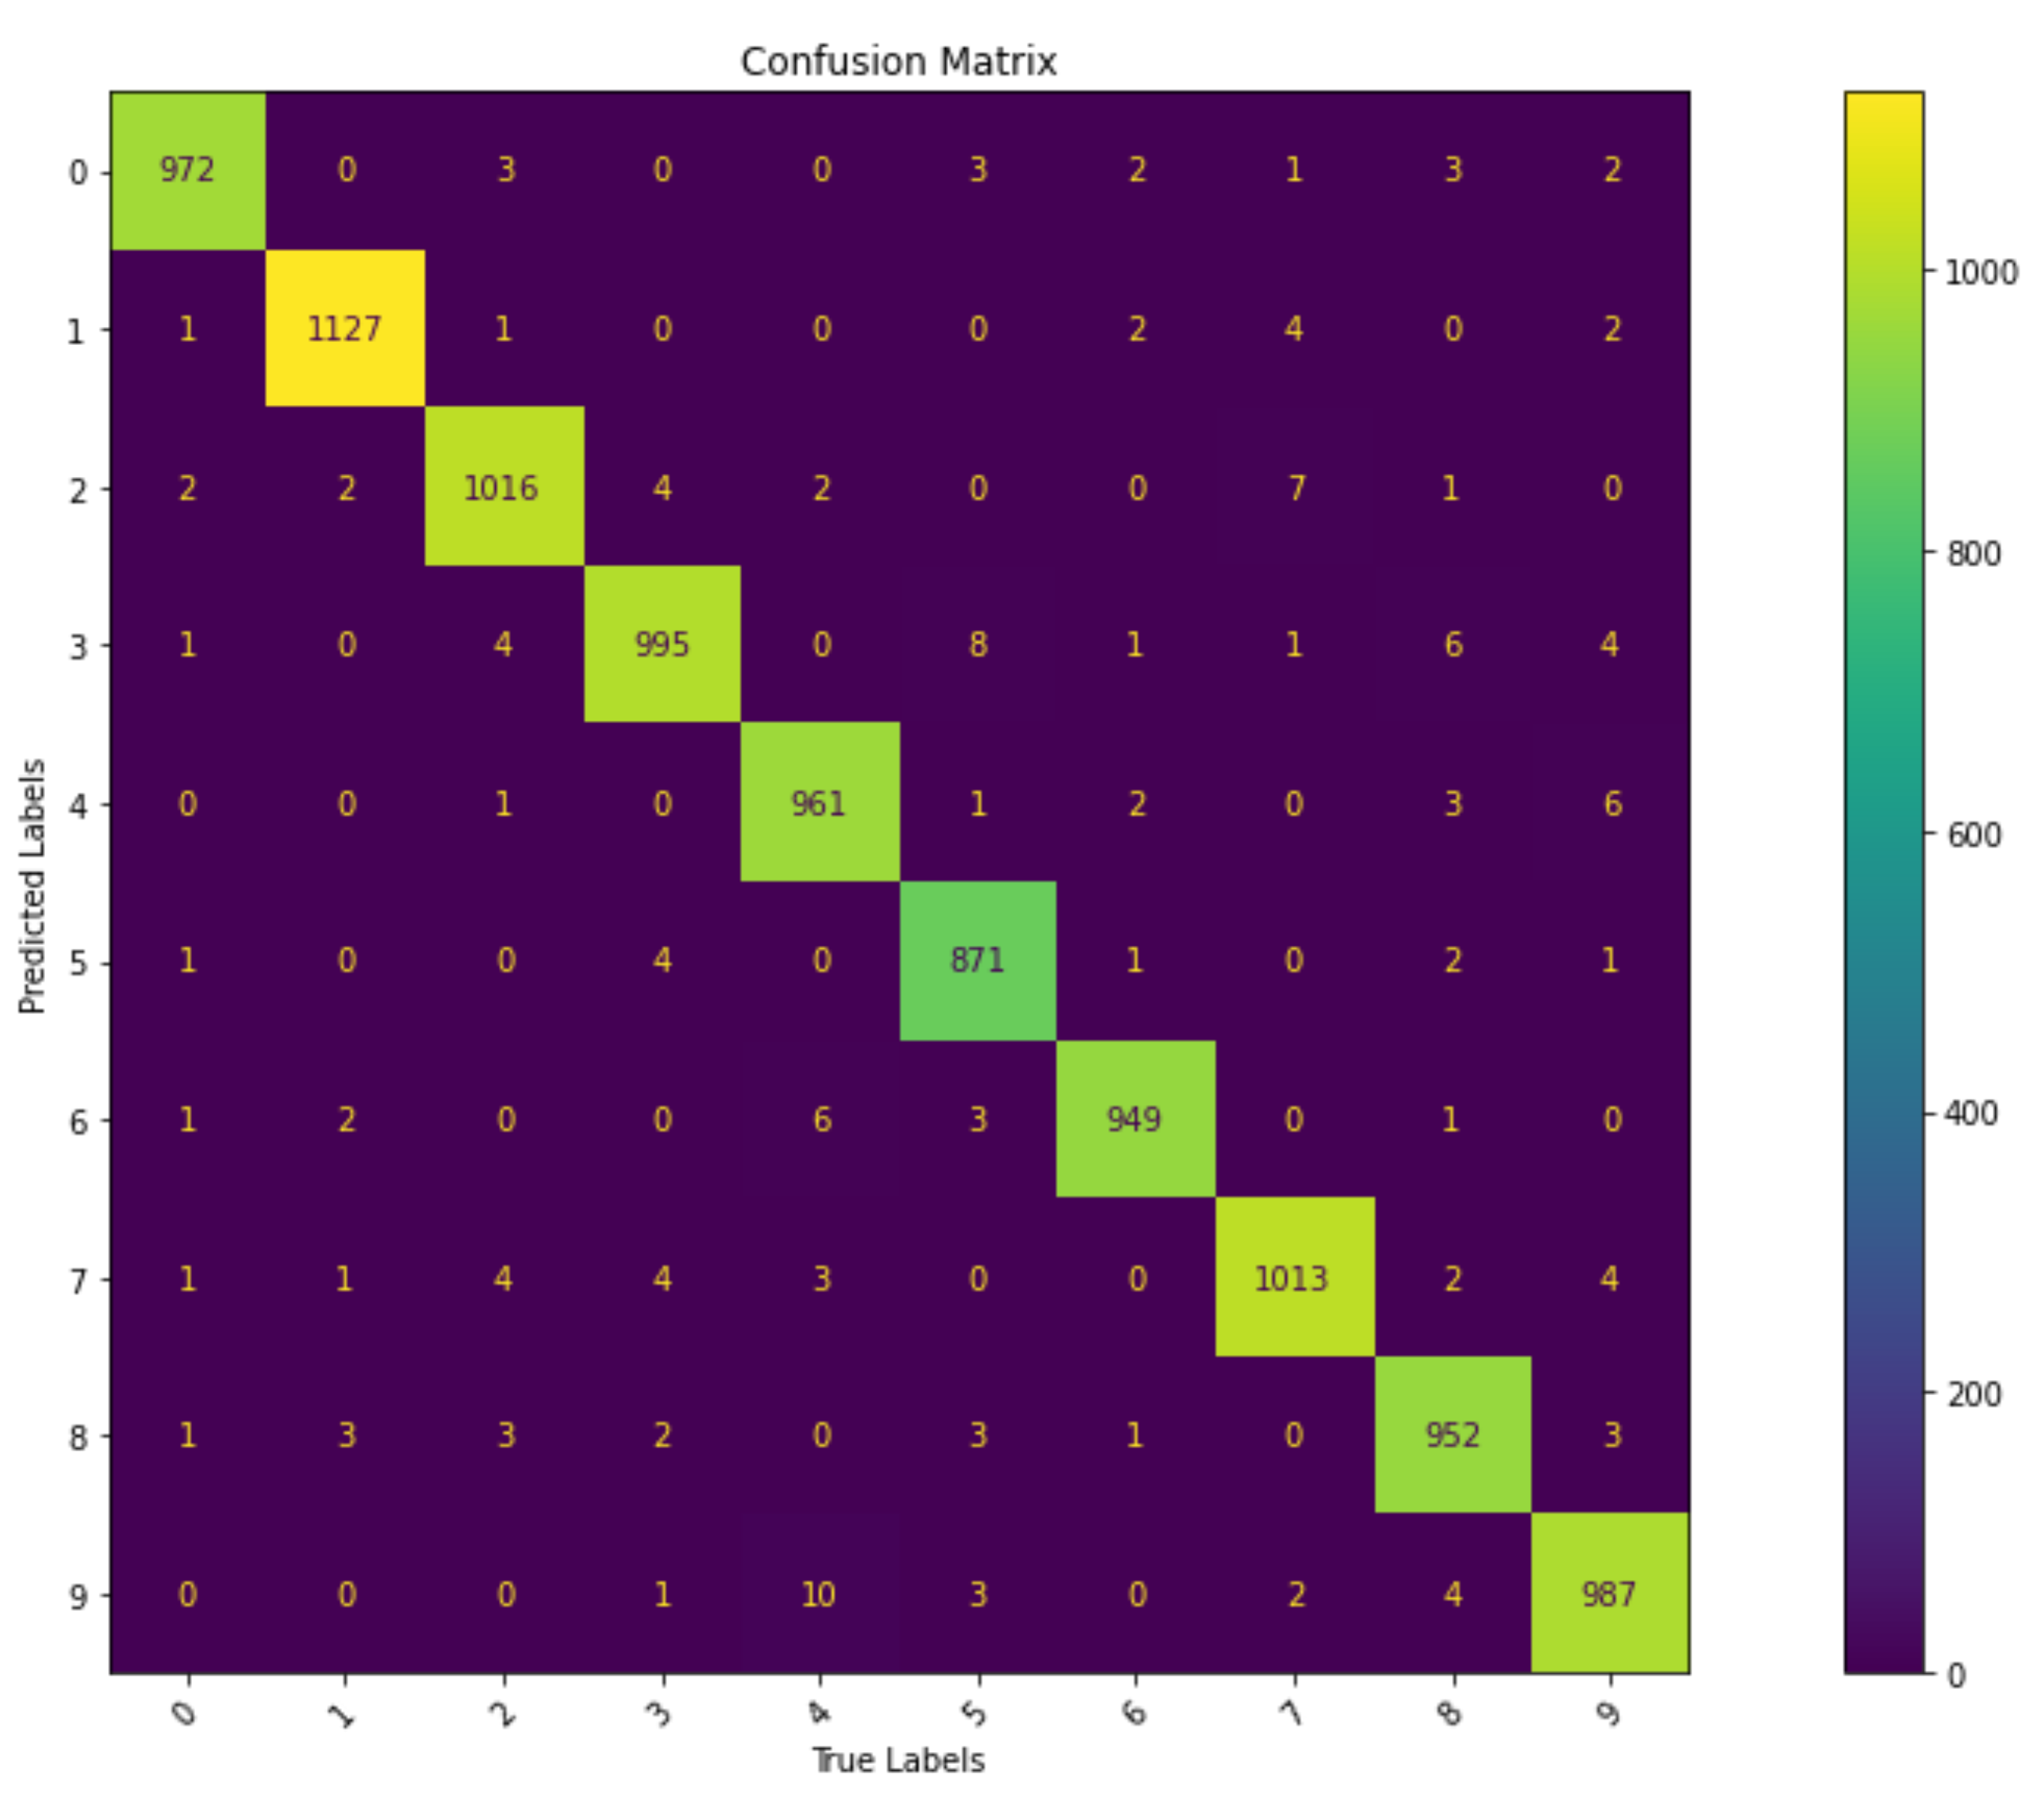 Confusion Matrix
0 972 0 3 0 0 3 2 1 3 2
1 1 1127 1 0 0 0 2 4 0 2
2 2 2 1016 4 2 0 0 7 1 0
3 1 0 4 995 0 8 1 1 6 4
4 0 0 1 0 961 1 2 0 3 6
5 1 0 0 4 0 871 1 0 2 1
6 1 2 0 0 6 3 949 0 1 0
7 1 1 4 4 3 0 0 1013 2 4
8 1 3 3 2 0 3 1 0 952 3
9 0 0 0 1 10 3 0 2 4 987
0 1 2 3 4 5 6 7 8 9
True Labels
Predicted Labels
1000
800
600
400
200
0